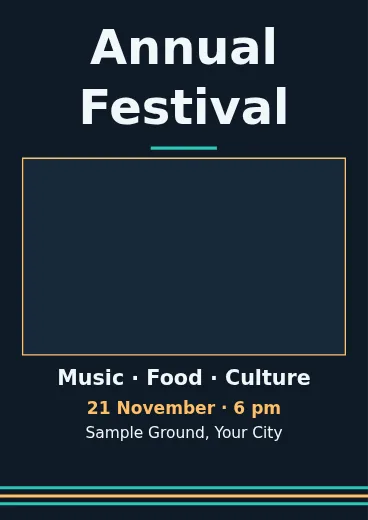 Annual
Festival
Music · Food · Culture
21 November · 6 pm
Sample Ground, Your City